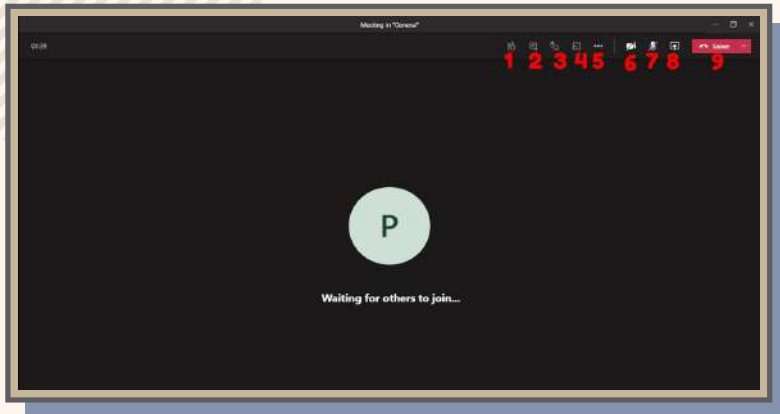 Meeting in "General"
01:39
Leave
1 2 3 4 5 6 7 8 9
P
Waiting for others to join...